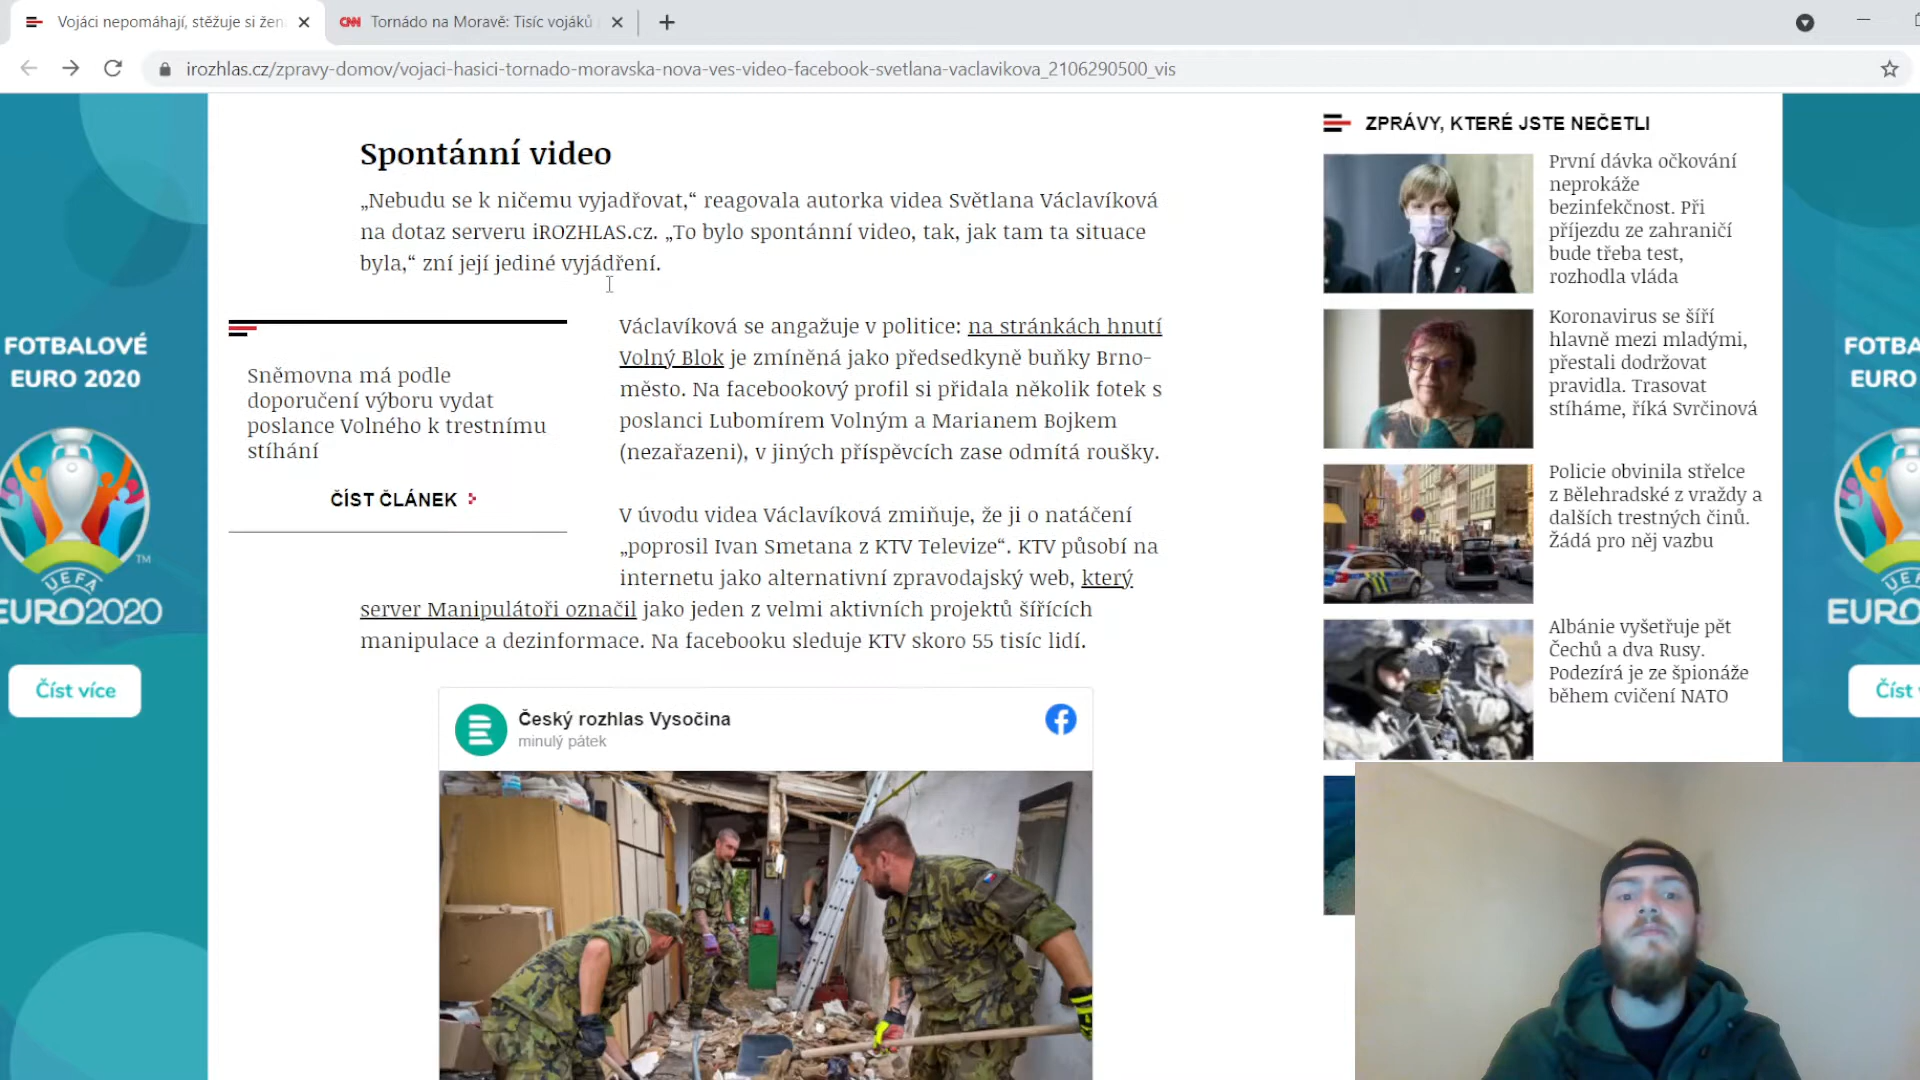 Vojáci nepomáhají, stěžuje si žen
CNN Tornádo na Moravě: Tisíc vojáků
irozhlas.cz/zpravy-domov/vojaci-hasici-tornado-moravska-nova-ves-video-facebook-svetlana-vaclavikova_2106290500_vis
Spontánní video
„Nebudu se k ničemu vyjadřovat,“ reagovala autorka videa Světlana Václavíková
na dotaz serveru iROZHLAS.cz. „To bylo spontánní video, tak, jak tam ta situace
byla,“ zní její jediné vyjádření.
Sněmovna má podle
doporučení výboru vydat
poslance Volného k trestnímu
stíhání
ČÍST ČLÁNEK
Václavíková se angažuje v politice: na stránkách hnutí
Volný Blok je zmíněná jako předsedkyně buňky Brno-
město. Na facebookový profil si přidala několik fotek s
poslanci Lubomírem Volným a Marianem Bojkem
(nezařazeni), v jiných příspěvcích zase odmítá roušky.
V úvodu videa Václavíková zmiňuje, že ji o natáčení
„poprosil Ivan Smetana z KTV Televize“. KTV působí na
internetu jako alternativní zpravodajský web, který
server Manipulátoři označil jako jeden z velmi aktivních projektů šířících
manipulace a dezinformace. Na facebooku sleduje KTV skoro 55 tisíc lidí.
Český rozhlas Vysočina
minulý pátek
ZPRÁVY, KTERÉ JSTE NEČETLI
První dávka očkování
neprokáže
bezinfekčnost. Při
příjezdu ze zahraničí
bude třeba test,
rozhodla vláda
Koronavirus se šíří
hlavně mezi mladými,
přestali dodržovat
pravidla. Trasovat
stíháme, říká Svrčinová
Policie obvinila střelce
z Bělehradské z vraždy a
dalších trestných činů.
Žádá pro něj vazbu
Albánie vyšetřuje pět
Čechů a dva Rusy.
Podezírá je ze špionáže
během cvičení NATO
FOTBALOVÉ
EURO 2020
UEFA
EURO2020
TM
Číst více
FOTBA
EURO
UEFA
EURO
Číst